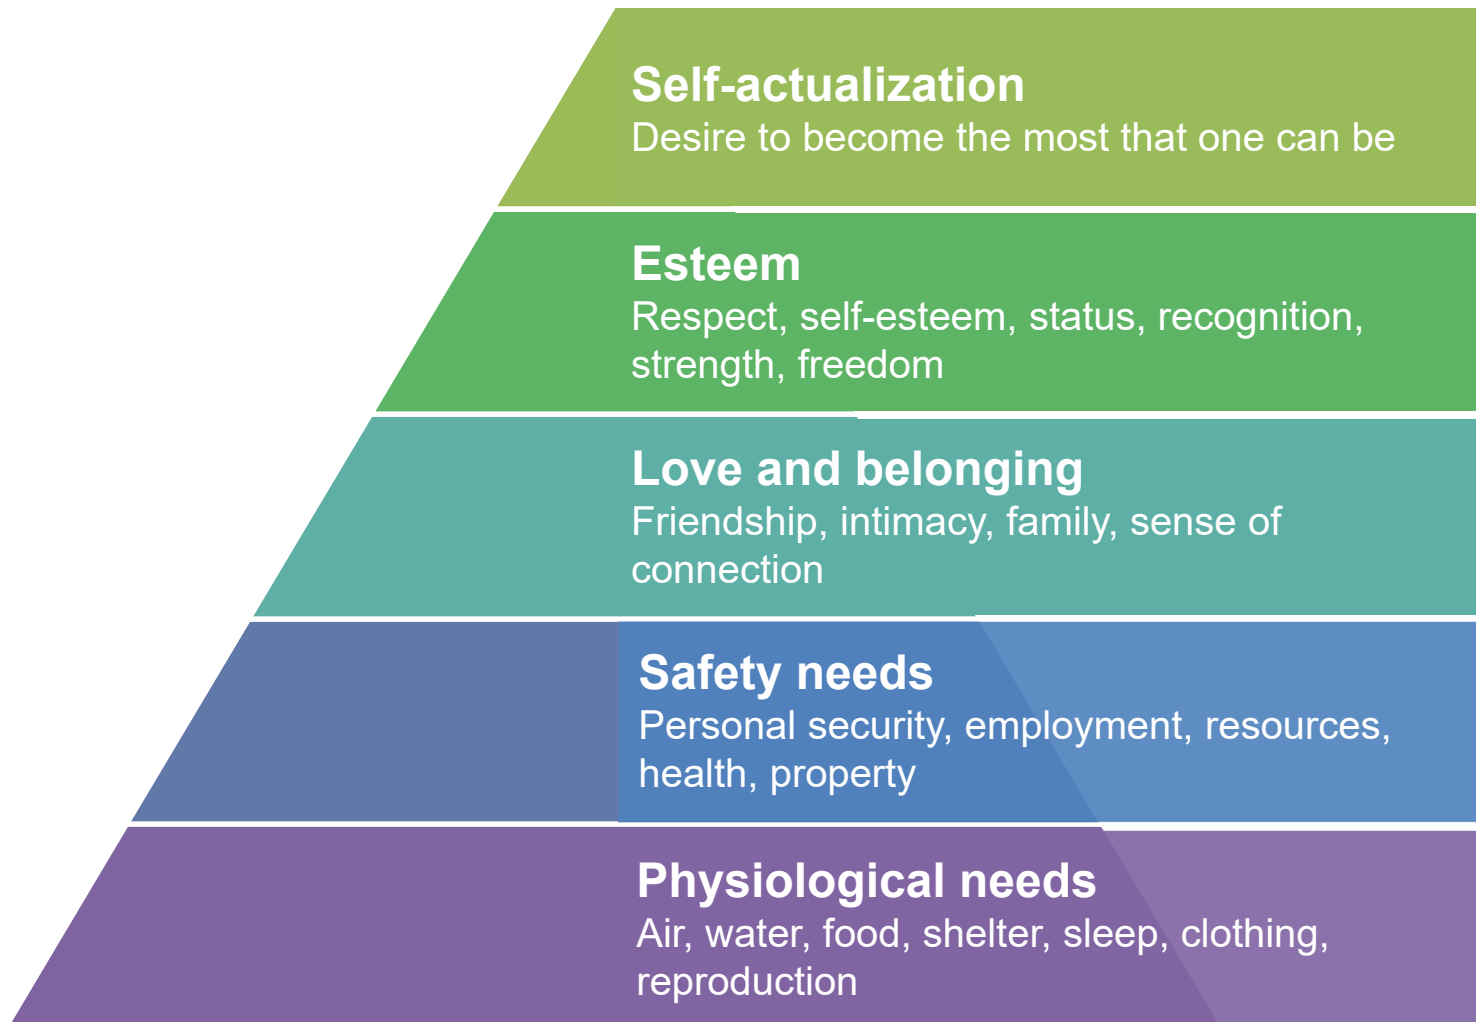 Self-actualization
Desire to become the most that one can be
Esteem
Respect, self-esteem, status, recognition,
strength, freedom
Love and belonging
Friendship, intimacy, family, sense of
connection
Safety needs
Personal security, employment, resources,
health, property
Physiological needs
Air, water, food, shelter, sleep, clothing,
reproduction